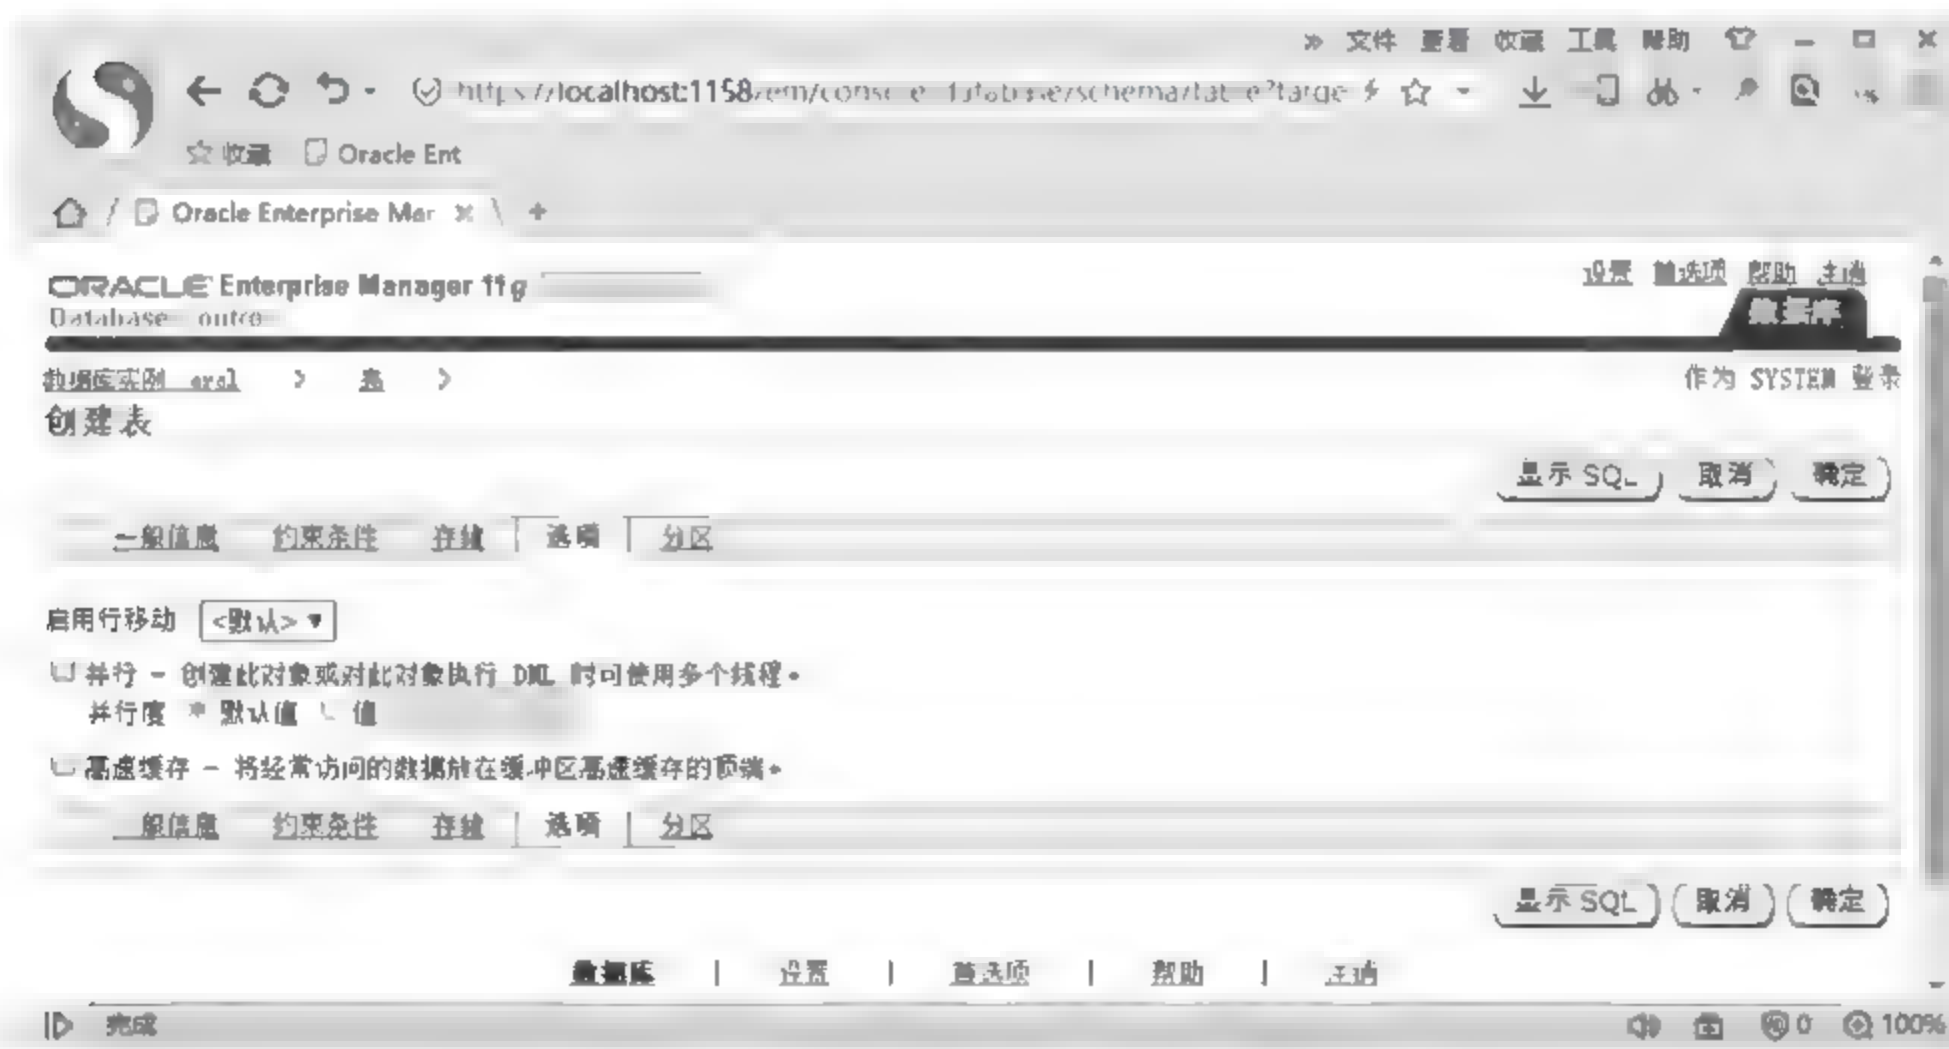 » 文件 查看 收藏 工具 帮助
https://localhost:1158/em/console/database/schema/table?targe
收藏 Oracle Ent
Oracle Enterprise Mar
ORACLE Enterprise Manager 11g
设置 首选项 帮助 注销
Database Control
数据库
数据库实例 orcl > 表 >
作为 SYSTEM 登录
创建表
显示 SQL 取消 确定
一般信息 约束条件 存储 选项 分区
启用行移动 <默认>
并行 - 创建此对象或对此对象执行 DML 时可使用多个线程。
并行度 默认值 值
高速缓存 - 将经常访问的数据放在缓冲区高速缓存的顶端。
一般信息 约束条件 存储 选项 分区
显示 SQL 取消 确定
数据库 | 设置 | 首选项 | 帮助 | 注销
完成
0 100%